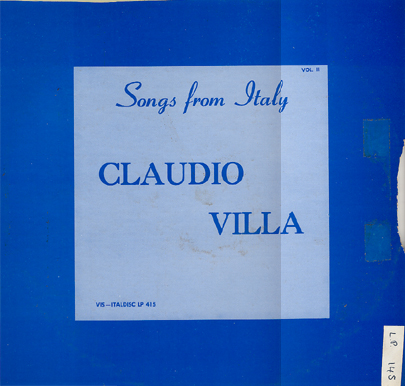 VOL. II
Songs from Italy
CLAUDIO
VILLA
VIS—ITALDISC LP 415
LP 145